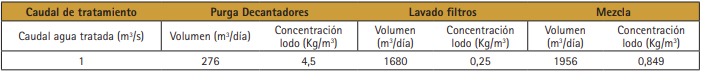 Caudal de tratamiento Purga Decantadores Lavado filtros Mezcla
Caudal agua tratada (m³/s) Volumen (m³/día) Concentración lodo (Kg/m³) Volumen (m³/día) Concentración lodo (Kg/m³) Volumen (m³/día) Concentración lodo (Kg/m³)
1 276 4,5 1680 0,25 1956 0,849